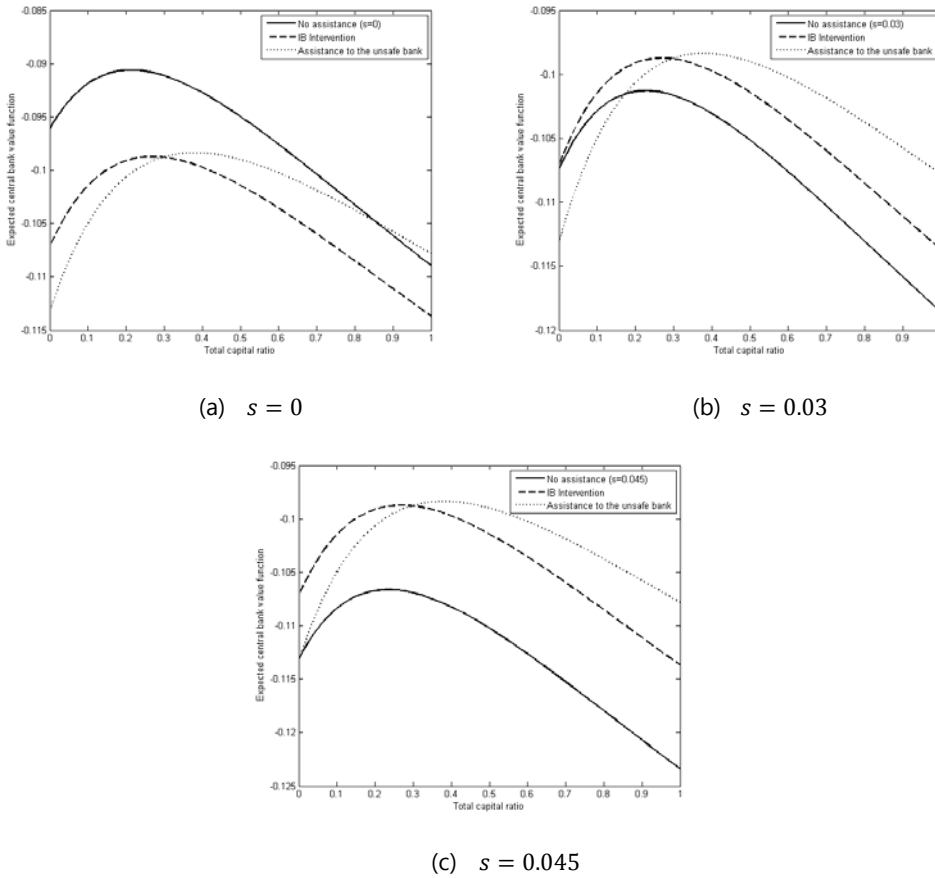 -0.085
-0.09
-0.095
-0.1
-0.105
-0.11
-0.115
Expected central bank value function
No assistance (s=0)
IB Intervention
Assistance to the unsafe bank
0 0.1 0.2 0.3 0.4 0.5 0.6 0.7 0.8 0.9 1
Total capital ratio
(a) s = 0
-0.095
-0.1
-0.105
-0.11
-0.115
-0.12
Expected central bank value function
No assistance (s=0.03)
IB Intervention
Assistance to the unsafe bank
0 0.1 0.2 0.3 0.4 0.5 0.6 0.7 0.8 0.9
Total capital ratio
(b) s = 0.03
-0.095
-0.1
-0.105
-0.11
-0.115
-0.12
-0.125
Expected central bank value function
No assistance (s=0.045)
IB Intervention
Assistance to the unsafe bank
0 0.1 0.2 0.3 0.4 0.5 0.6 0.7 0.8 0.9 1
Total capital ratio
(c) s = 0.045